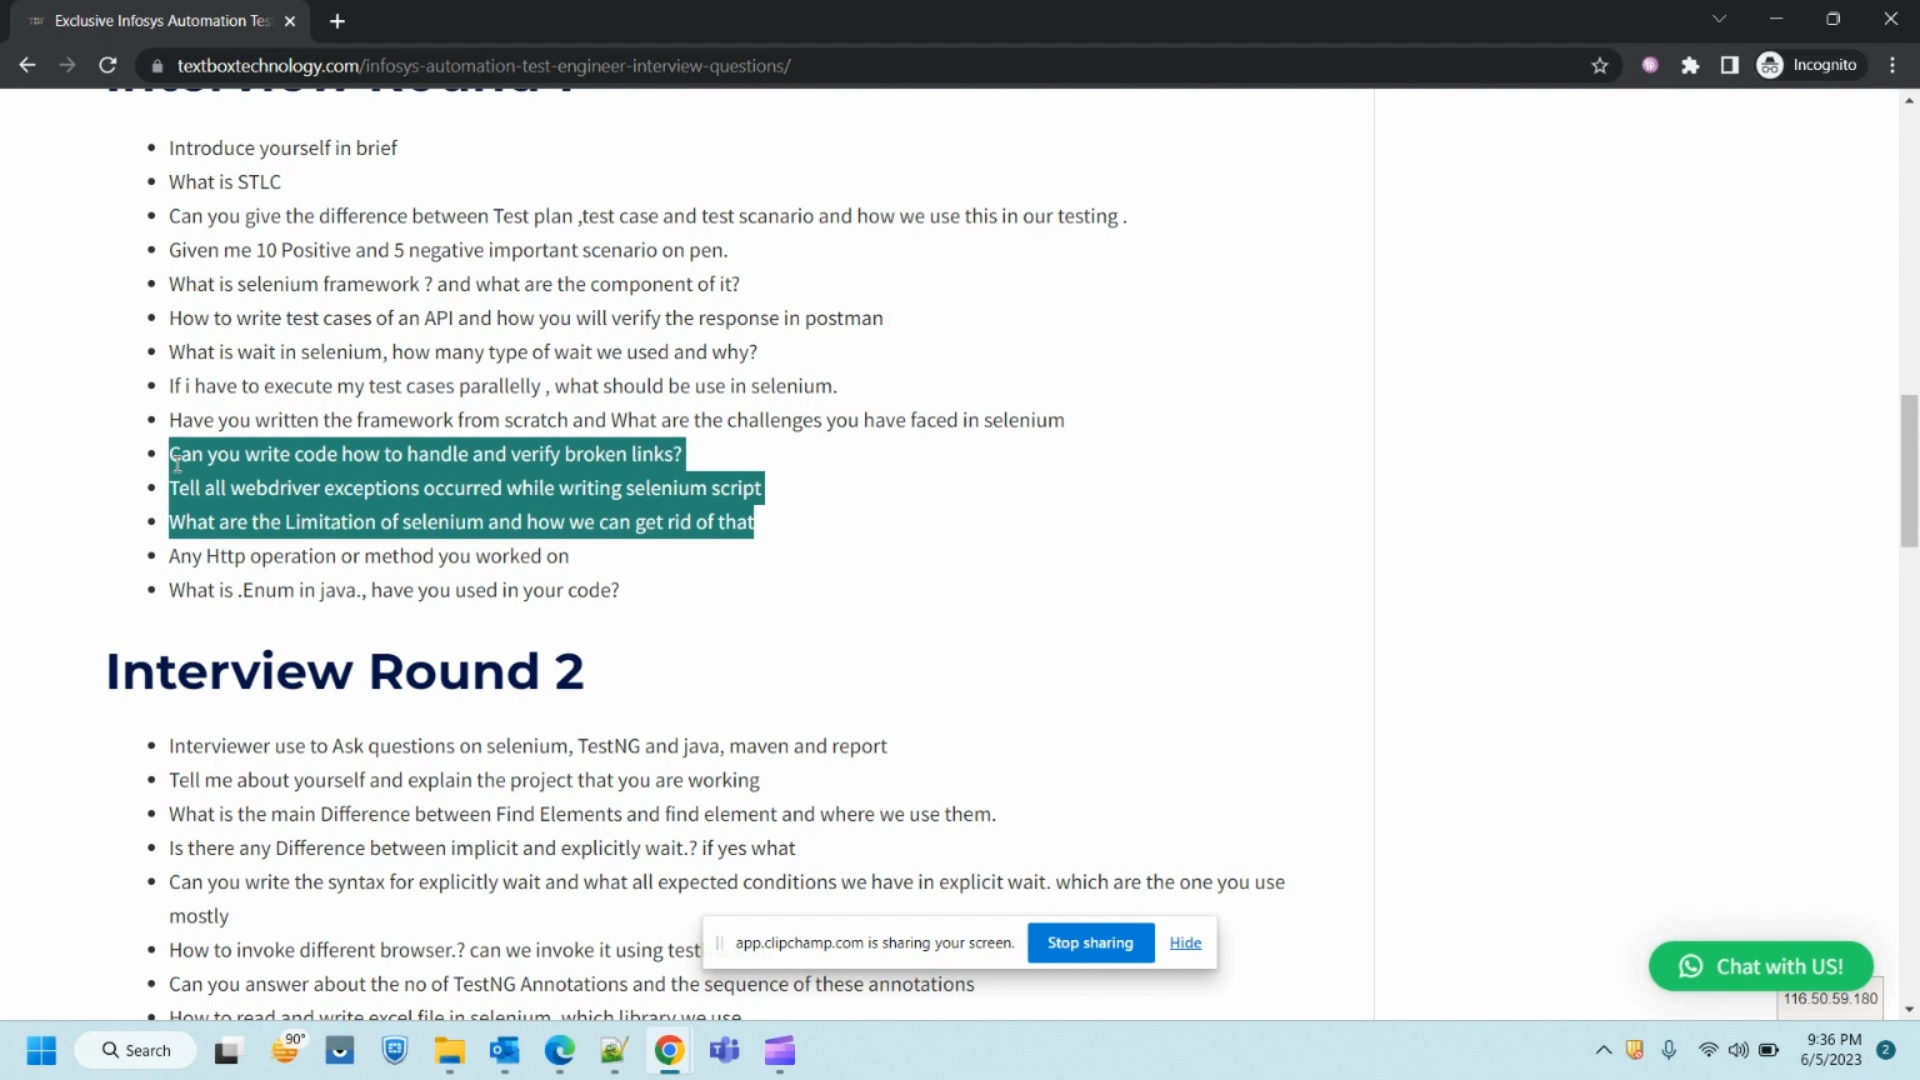 Exclusive Infosys Automation Tes
textboxtechnology.com/infosys-automation-test-engineer-interview-questions/
Incognito
Interview Round 1
Introduce yourself in brief
What is STLC
Can you give the difference between Test plan ,test case and test scanario and how we use this in our testing .
Given me 10 Positive and 5 negative important scenario on pen.
What is selenium framework ? and what are the component of it?
How to write test cases of an API and how you will verify the response in postman
What is wait in selenium, how many type of wait we used and why?
If i have to execute my test cases parallelly , what should be use in selenium.
Have you written the framework from scratch and What are the challenges you have faced in selenium
Can you write code how to handle and verify broken links?
Tell all webdriver exceptions occurred while writing selenium script
What are the Limitation of selenium and how we can get rid of that
Any Http operation or method you worked on
What is .Enum in java., have you used in your code?
Interview Round 2
Interviewer use to Ask questions on selenium, TestNG and java, maven and report
Tell me about yourself and explain the project that you are working
What is the main Difference between Find Elements and find element and where we use them.
Is there any Difference between implicit and explicitly wait.? if yes what
Can you write the syntax for explicitly wait and what all expected conditions we have in explicit wait. which are the one you use
mostly
How to invoke different browser.? can we invoke it using test
app.clipchamp.com is sharing your screen.
Stop sharing
Hide
Chat with US!
Can you answer about the no of TestNG Annotations and the sequence of these annotations
116.50.59.180
How to read and write excel file in selenium, which library we use
Search
90°
9:36 PM
6/5/2023
2